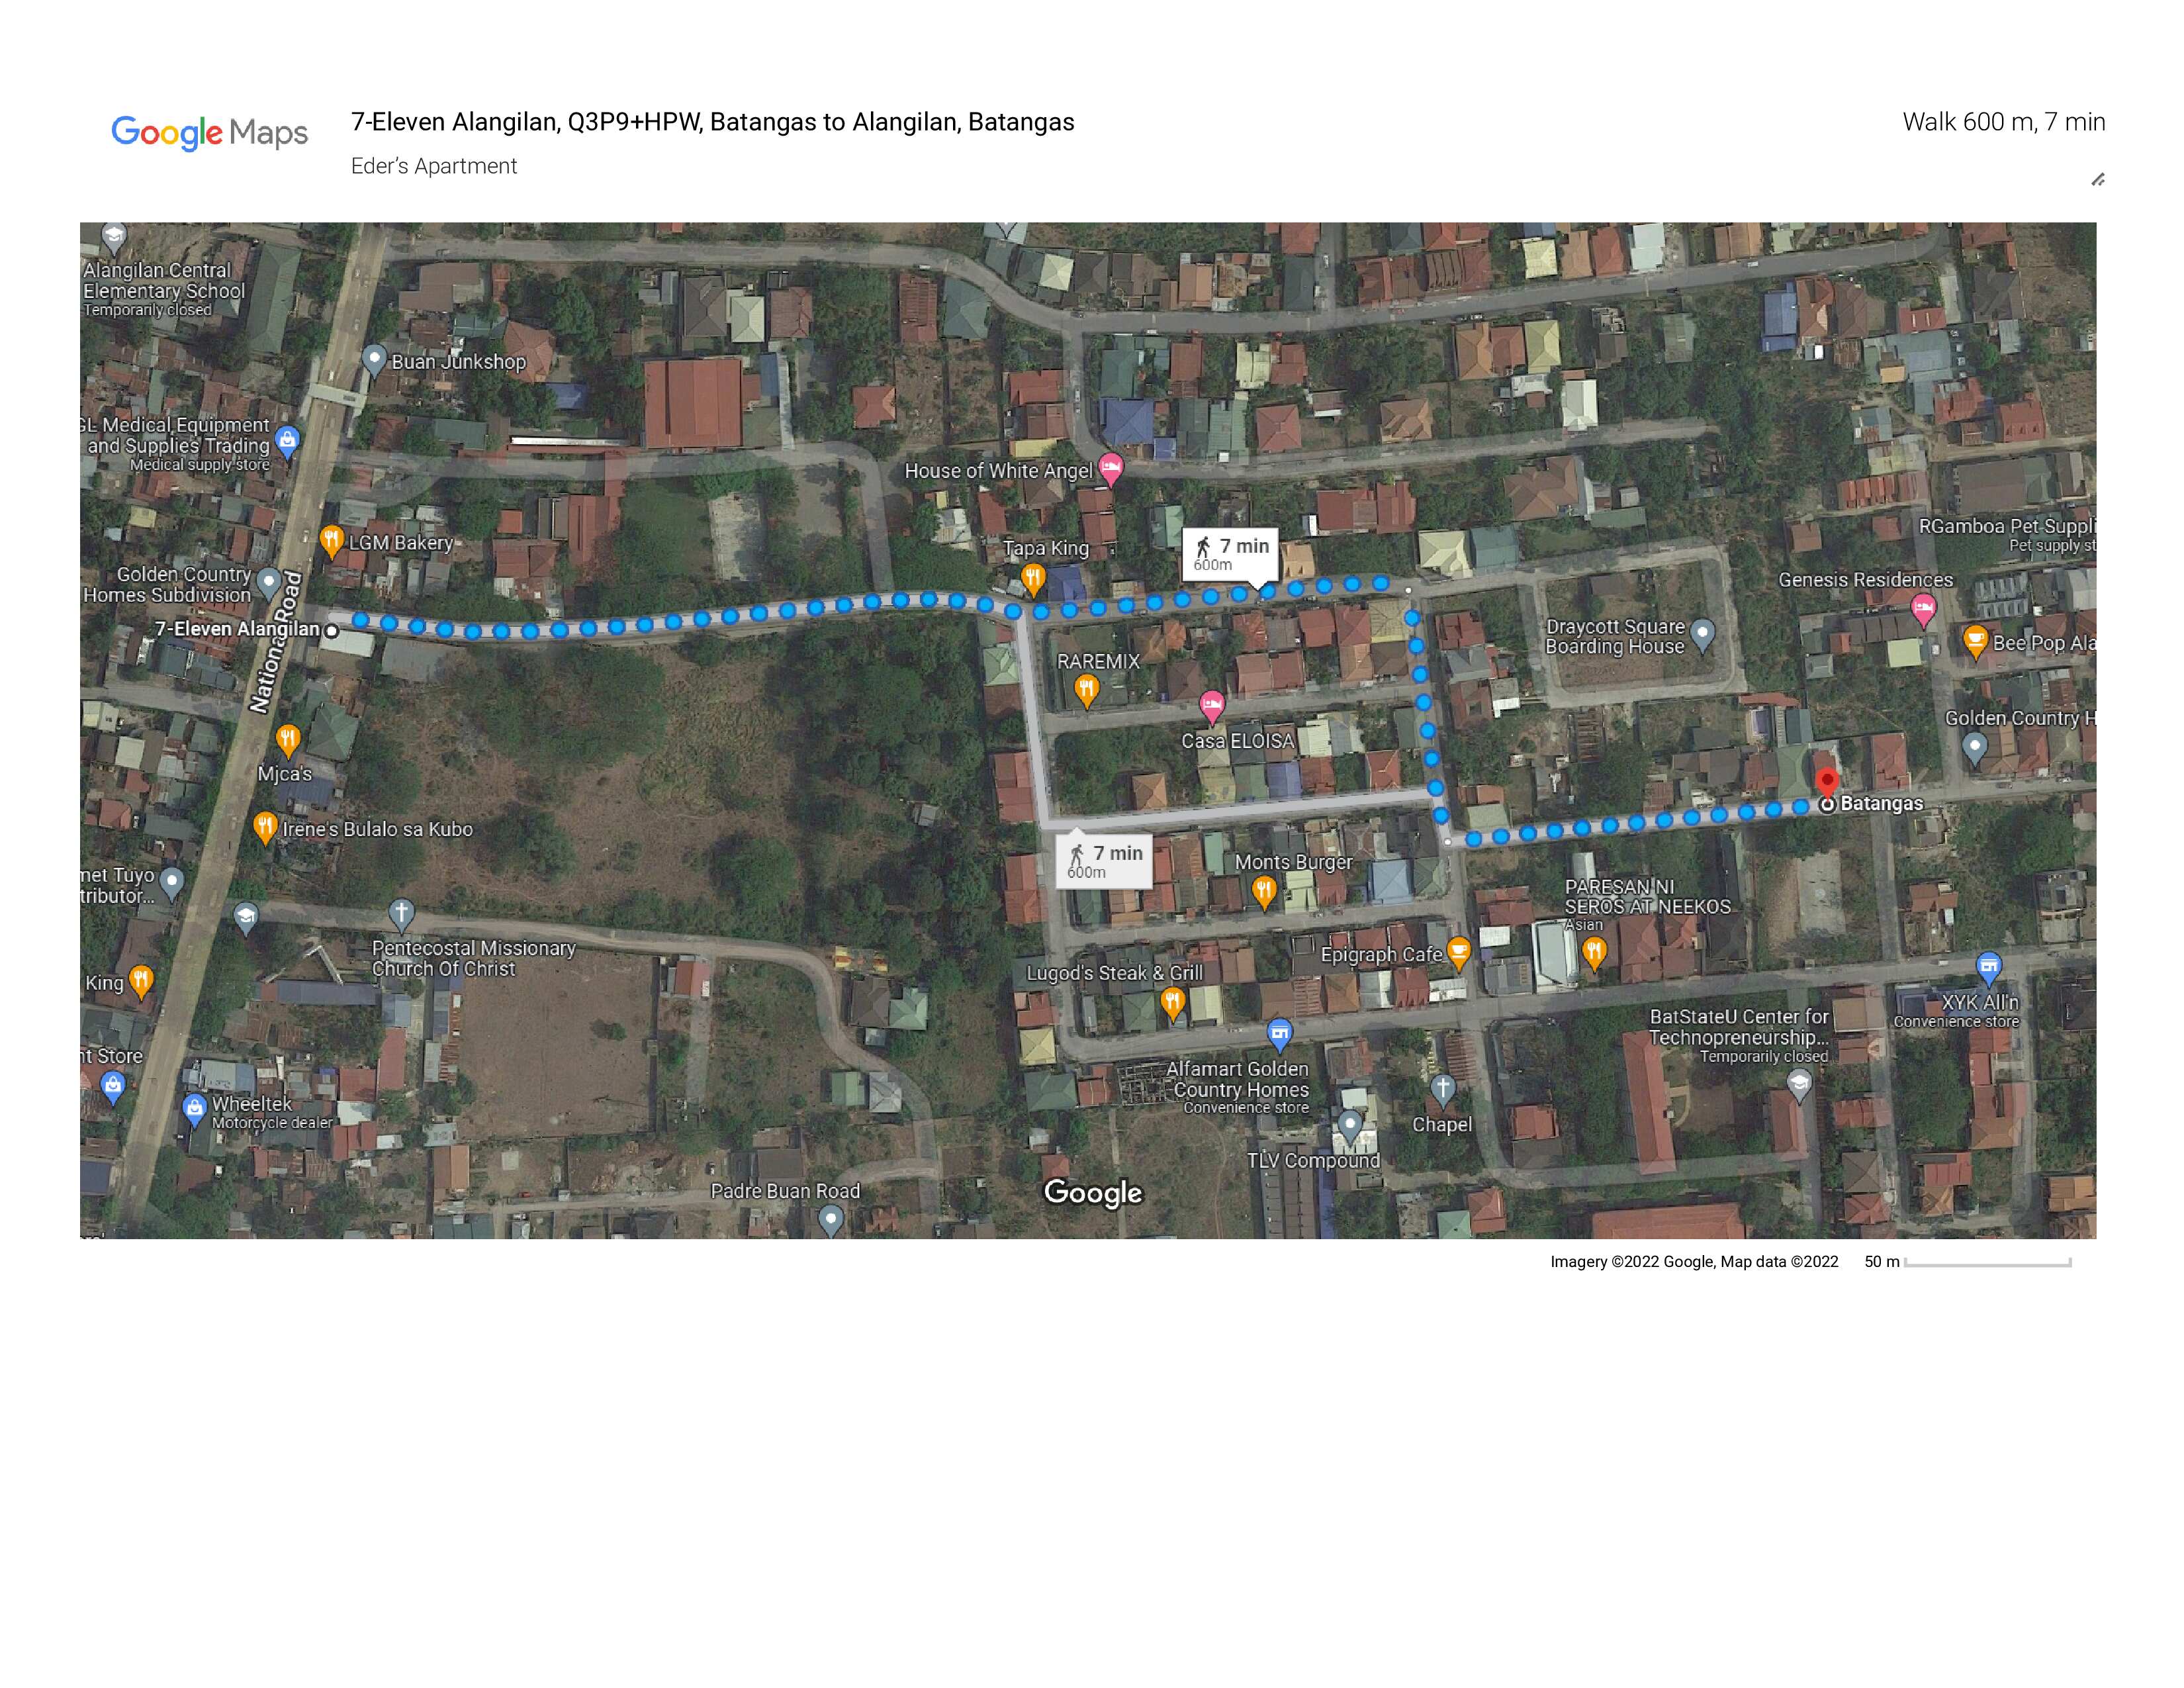 Google Maps
7-Eleven Alangilan, Q3P9+HPW, Batangas to Alangilan, Batangas
Walk 600 m, 7 min
Eder's Apartment
Alangilan Central
Elementary School
Temporarily closed
Buan Junkshop
GL Medical Equipment
and Supplies Trading
Medical supply store
House of White Angel
LGM Bakery
Tapa King
7 min
600m
Golden Country
Homes Subdivision
National Road
7-Eleven Alangilan
RGamboa Pet Suppli
Pet supply st
Genesis Residences
Draycott Square
Boarding House
Bee Pop Ala
RAREMIX
Casa ELOISA
Golden Country H
Mjca's
Batangas
Irene's Bulalo sa Kubo
7 min
600m
Monts Burger
net Tuyo
tributor...
PARESAN NI
SEROS AT NEEKOS
Asian
Pentecostal Missionary
Church Of Christ
Epigraph Cafe
King
Lugod's Steak & Grill
XYK All'n
Convenience store
BatStateU Center for
Technopreneurship...
Temporarily closed
nt Store
Alfamart Golden
Country Homes
Convenience store
Wheeltek
Motorcycle dealer
Chapel
TLV Compound
Padre Buan Road
Google
Imagery ©2022 Google, Map data ©2022
50 m